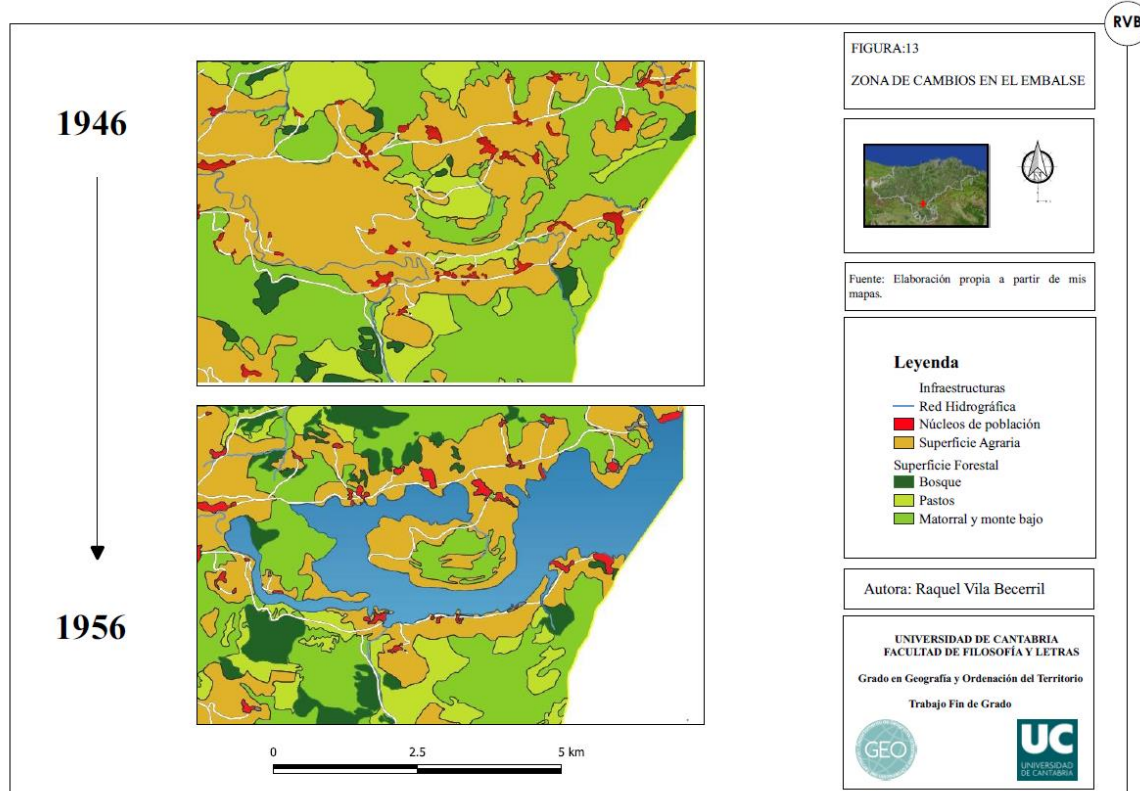 RVB
FIGURA:13
ZONA DE CAMBIOS EN EL EMBALSE
1946
1956
Fuente: Elaboración propia a partir de mis
mapas.
Leyenda
Infraestructuras
Red Hidrográfica
Núcleos de población
Superficie Agraria
Superficie Forestal
Bosque
Pastos
Matorral y monte bajo
Autora: Raquel Vila Becerril
UNIVERSIDAD DE CANTABRIA
FACULTAD DE FILOSOFÍA Y LETRAS
Grado en Geografía y Ordenación del Territorio
Trabajo Fin de Grado
GEO
UC
UNIVERSIDAD
DE CANTABRIA
0 2.5 5 km